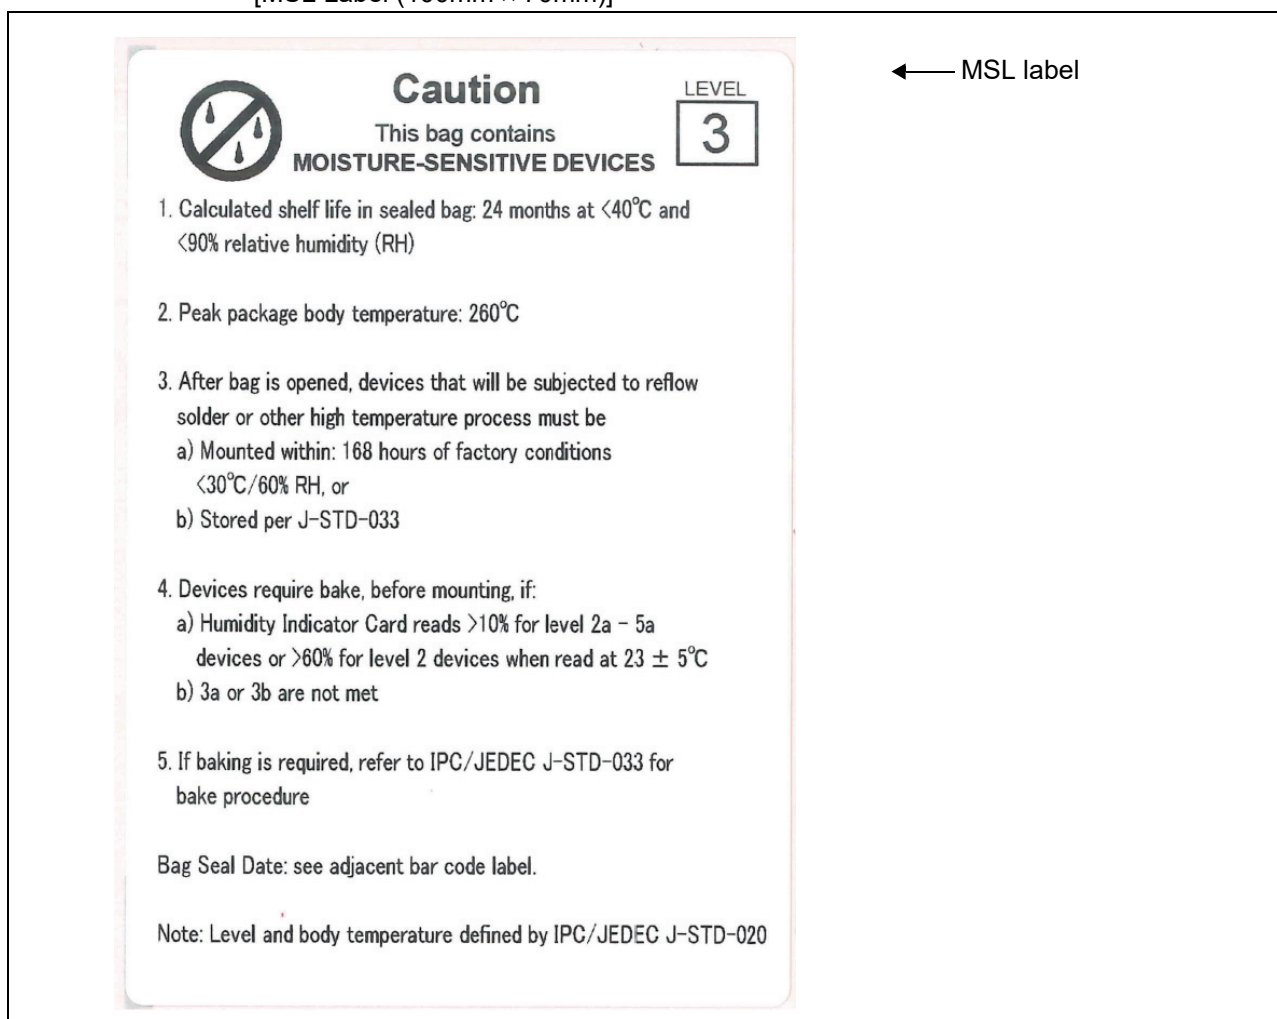 [MSL Label
MSL label
Caution
This bag contains
MOISTURE-SENSITIVE DEVICES
LEVEL
3
1. Calculated shelf life in sealed bag: 24 months at <40°C and
<90% relative humidity (RH)
2. Peak package body temperature: 260°C
3. After bag is opened, devices that will be subjected to reflow
solder or other high temperature process must be
a) Mounted within: 168 hours of factory conditions
<30°C/60% RH, or
b) Stored per J-STD-033
4. Devices require bake, before mounting, if:
a) Humidity Indicator Card reads >10% for level 2a - 5a
devices or >60% for level 2 devices when read at 23 ± 5°C
b) 3a or 3b are not met
5. If baking is required, refer to IPC/JEDEC J-STD-033 for
bake procedure
Bag Seal Date: see adjacent bar code label.
Note: Level and body temperature defined by IPC/JEDEC J-STD-020